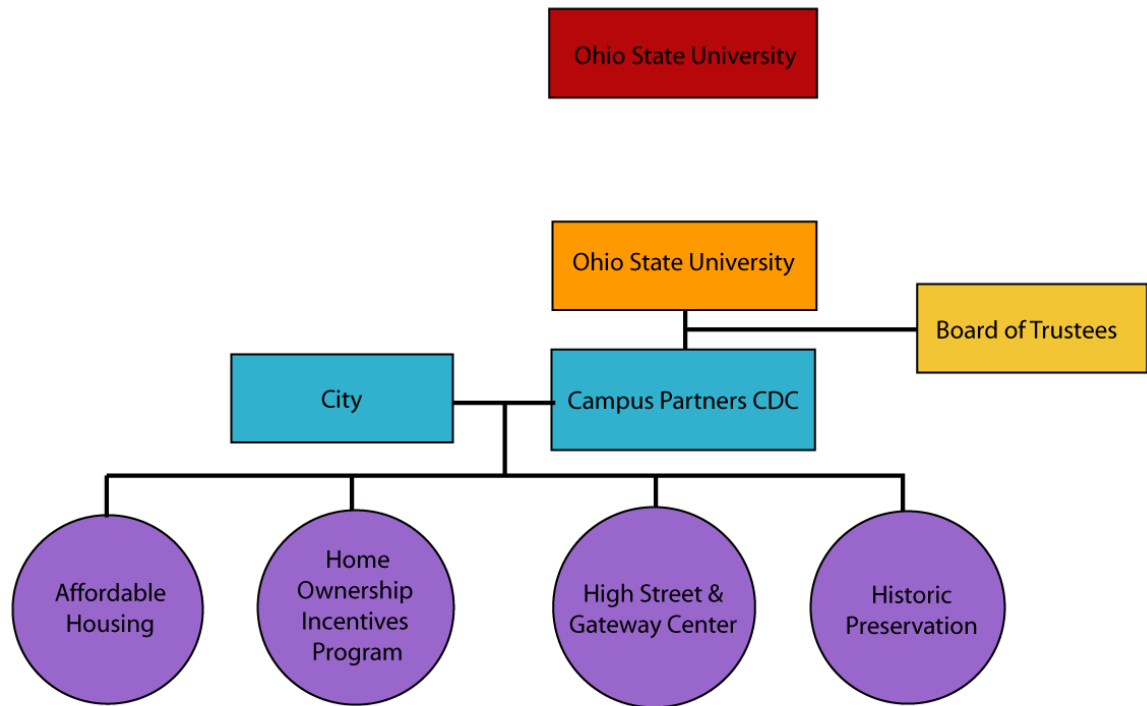 Ohio State University
Ohio State University
Board of Trustees
City
Campus Partners CDC
Affordable
Housing
Home
Ownership
Incentives
Program
High Street &
Gateway Center
Historic
Preservation